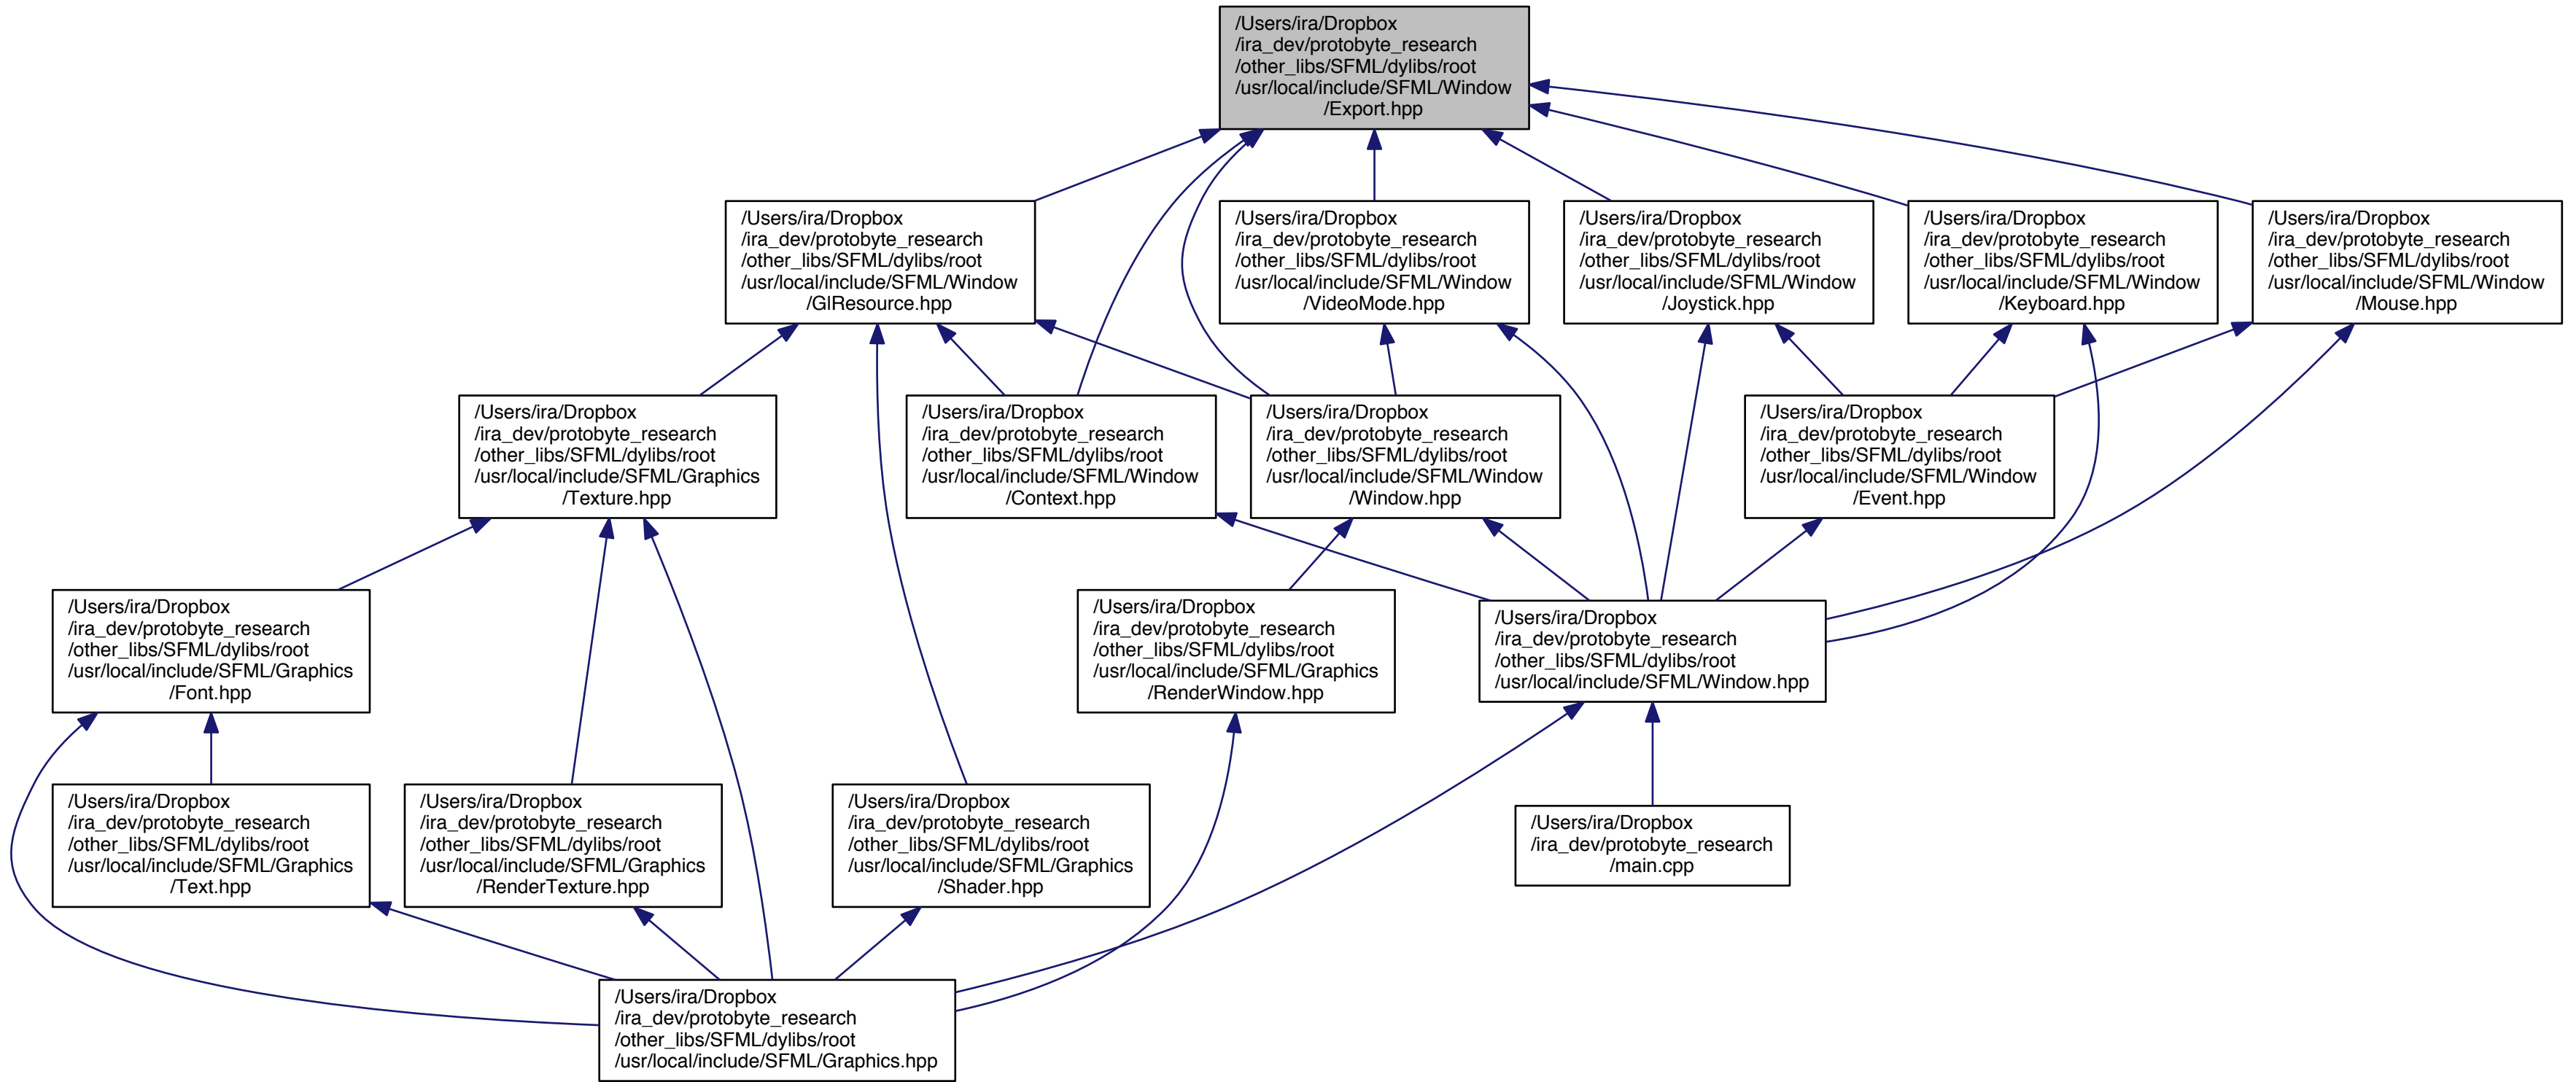 /Users/ira/Dropbox
/ira_dev/protobyte_research
/other_libs/SFML/dylibs/root
/usr/local/include/SFML/Window
/Export.hpp
/Users/ira/Dropbox
/ira_dev/protobyte_research
/other_libs/SFML/dylibs/root
/usr/local/include/SFML/Window
/GlResource.hpp
/Users/ira/Dropbox
/ira_dev/protobyte_research
/other_libs/SFML/dylibs/root
/usr/local/include/SFML/Window
/VideoMode.hpp
/Users/ira/Dropbox
/ira_dev/protobyte_research
/other_libs/SFML/dylibs/root
/usr/local/include/SFML/Window
/Joystick.hpp
/Users/ira/Dropbox
/ira_dev/protobyte_research
/other_libs/SFML/dylibs/root
/usr/local/include/SFML/Window
/Keyboard.hpp
/Users/ira/Dropbox
/ira_dev/protobyte_research
/other_libs/SFML/dylibs/root
/usr/local/include/SFML/Window
/Mouse.hpp
/Users/ira/Dropbox
/ira_dev/protobyte_research
/other_libs/SFML/dylibs/root
/usr/local/include/SFML/Graphics
/Texture.hpp
/Users/ira/Dropbox
/ira_dev/protobyte_research
/other_libs/SFML/dylibs/root
/usr/local/include/SFML/Window
/Context.hpp
/Users/ira/Dropbox
/ira_dev/protobyte_research
/other_libs/SFML/dylibs/root
/usr/local/include/SFML/Window
/Window.hpp
/Users/ira/Dropbox
/ira_dev/protobyte_research
/other_libs/SFML/dylibs/root
/usr/local/include/SFML/Window
/Event.hpp
/Users/ira/Dropbox
/ira_dev/protobyte_research
/other_libs/SFML/dylibs/root
/usr/local/include/SFML/Graphics
/Font.hpp
/Users/ira/Dropbox
/ira_dev/protobyte_research
/other_libs/SFML/dylibs/root
/usr/local/include/SFML/Graphics
/RenderWindow.hpp
/Users/ira/Dropbox
/ira_dev/protobyte_research
/other_libs/SFML/dylibs/root
/usr/local/include/SFML/Window.hpp
/Users/ira/Dropbox
/ira_dev/protobyte_research
/other_libs/SFML/dylibs/root
/usr/local/include/SFML/Graphics
/Text.hpp
/Users/ira/Dropbox
/ira_dev/protobyte_research
/other_libs/SFML/dylibs/root
/usr/local/include/SFML/Graphics
/RenderTexture.hpp
/Users/ira/Dropbox
/ira_dev/protobyte_research
/other_libs/SFML/dylibs/root
/usr/local/include/SFML/Graphics
/Shader.hpp
/Users/ira/Dropbox
/ira_dev/protobyte_research
/main.cpp
/Users/ira/Dropbox
/ira_dev/protobyte_research
/other_libs/SFML/dylibs/root
/usr/local/include/SFML/Graphics.hpp